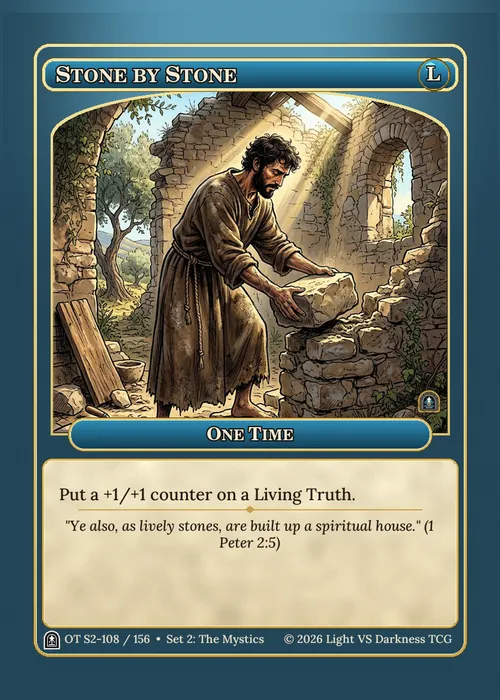 STONE BY STONE
L
ONE TIME
Put a +1/+1 counter on a Living Truth.
"Ye also, as lively stones, are built up a spiritual house." (1
Peter 2:5)
OT S2-108 / 156 • Set 2: The Mystics © 2026 Light VS Darkness TCG